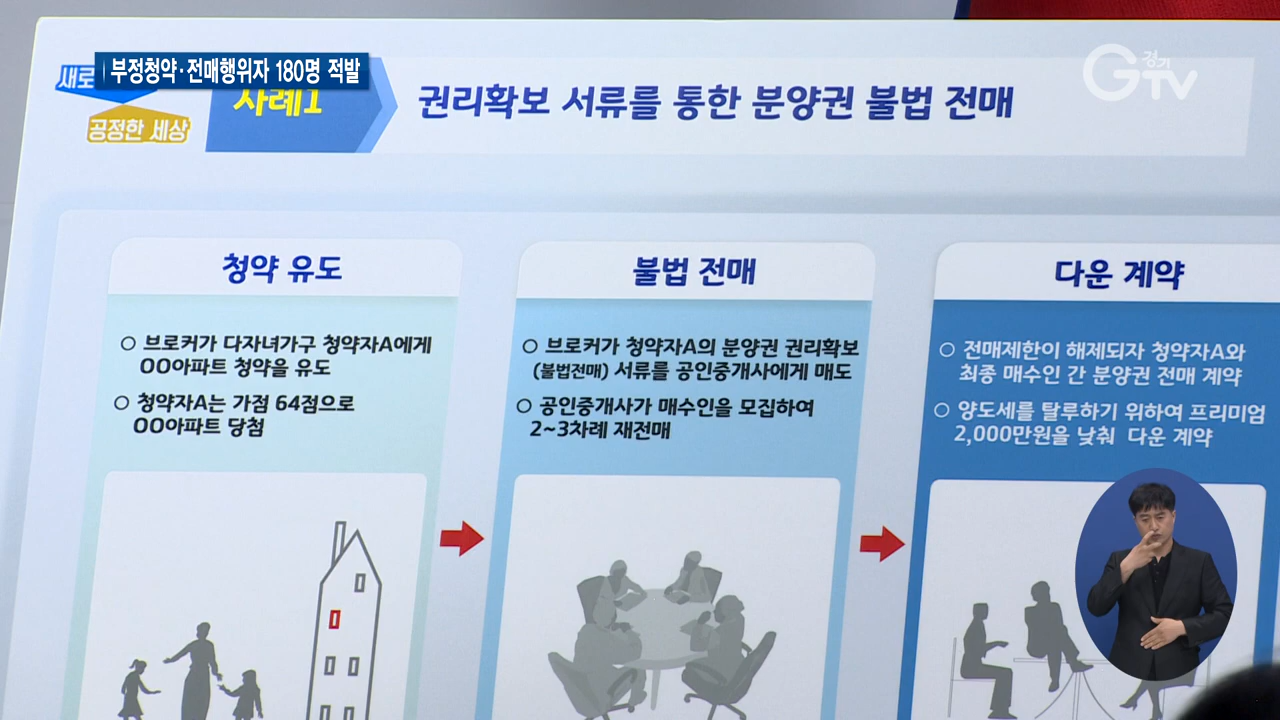 부정청약·전매행위자 180명 적발
경기
GTV
새로
공정한 세상
사례1
권리확보 서류를 통한 분양권 불법 전매
청약 유도
○ 브로커가 다자녀가구 청약자A에게
OO아파트 청약을 유도
○ 청약자A는 가점 64점으로
OO아파트 당첨
불법 전매
○ 브로커가 청약자A의 분양권 권리확보
(불법전매) 서류를 공인중개사에게 매도
○ 공인중개사가 매수인을 모집하여
2~3차례 재전매
다운 계약
○ 전매제한이 해제되자 청약자A와
최종 매수인 간 분양권 전매 계약
○ 양도세를 탈루하기 위하여 프리미엄
2,000만원을 낮춰 다운 계약